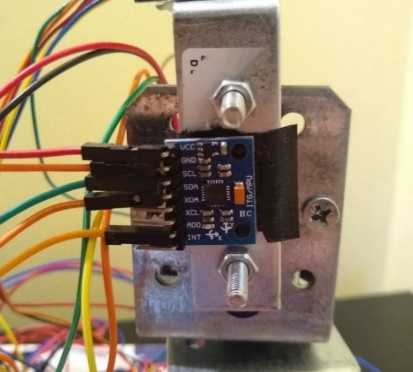 VCC
GND
SCL
SDA
XDA
XCL
ADO
INT
ITG/MPU
HC
X